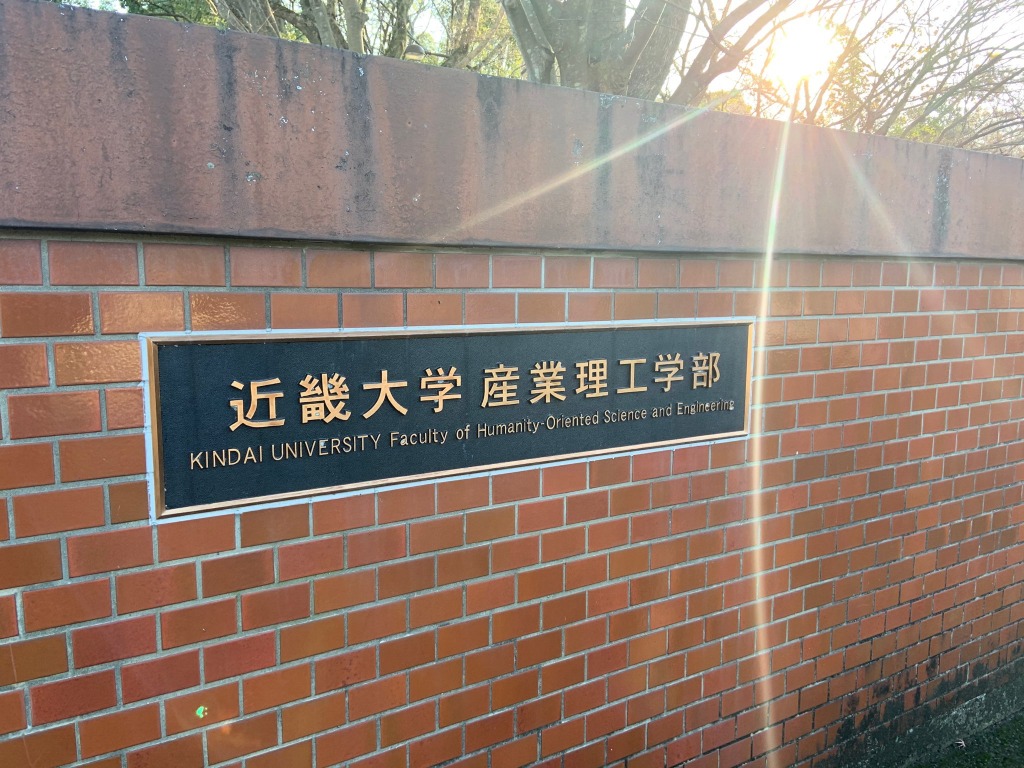 近畿大学 産業理工学部
KINDAI UNIVERSITY Faculty of Humanity-Oriented Science and Engineering